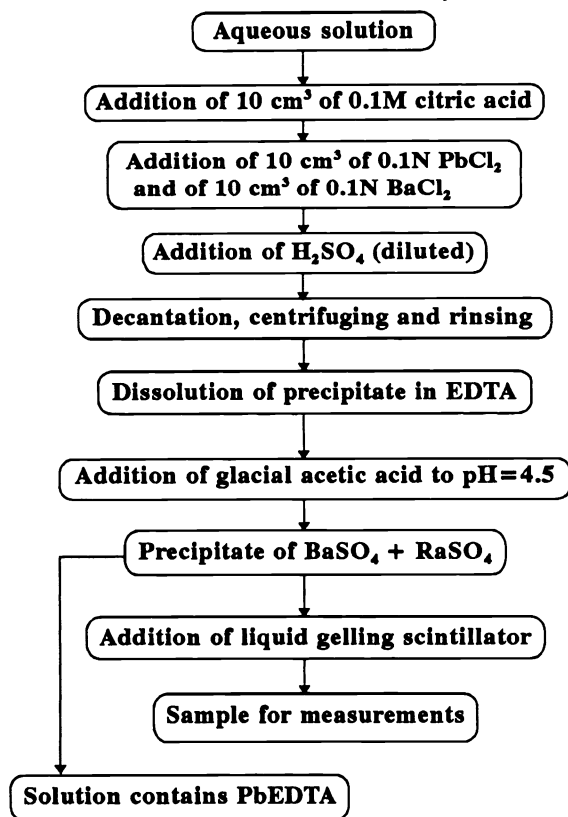 Aqueous solution
Addition of 10 cm³ of 0.1M citric acid
Addition of 10 cm³ of 0.1N PbCl₂
and of 10 cm³ of 0.1N BaCl₂
Addition of H₂SO₄ (diluted)
Decantation, centrifuging and rinsing
Dissolution of precipitate in EDTA
Addition of glacial acetic acid to pH=4.5
Precipitate of BaSO₄ + RaSO₄
Addition of liquid gelling scintillator
Sample for measurements
Solution contains PbEDTA